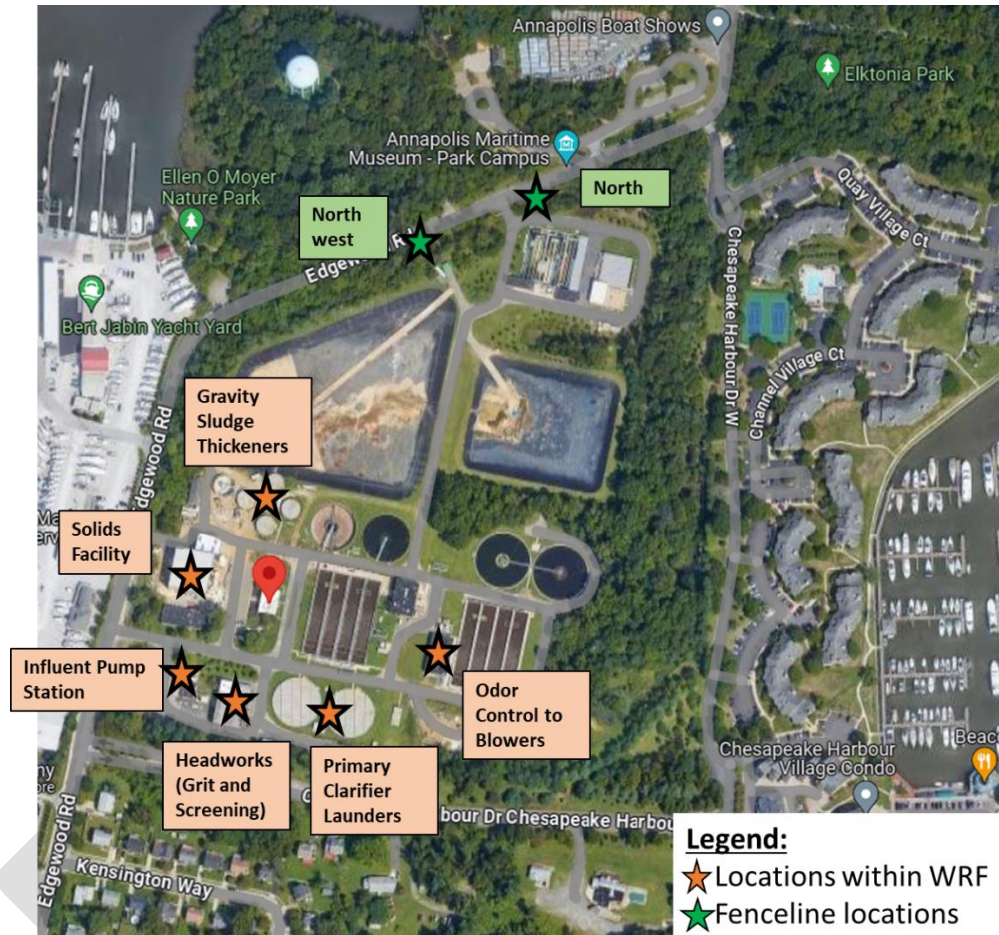 Annapolis Boat Shows
Elktonia Park
Annapolis Maritime
Museum - Park Campus
Ellen O Moyer
Nature Park
North
west
North
Edgewood R
Quay Village Ct
Chesapeake Harbour Dr W
Bert Jabin Yacht Yard
Channel Village Ct
Gravity
Sludge
Thickeners
Edgewood Rd
Solids
Facility
Influent Pump
Station
Odor
Control to
Blowers
Headworks
(Grit and
Screening)
Primary
Clarifier
Launders
Chesapeake Harbour
Village Condo
bour Dr
Chesapeake Harbou
Edgewood Rd
Kensington Way
Legend:
Locations within WRF
Fenceline locations